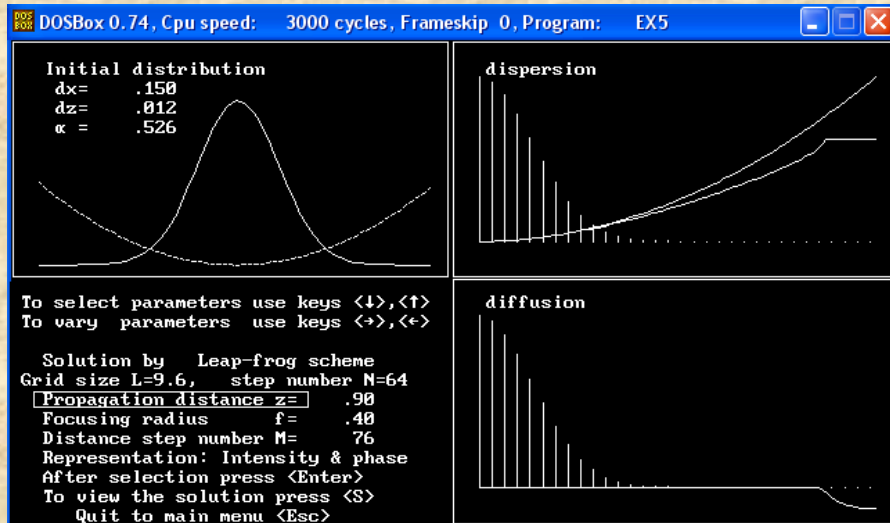 DOSBox 0.74, Cpu speed: 3000 cycles, Frameskip 0, Program: EX5
Initial distribution
dx= .150
dz= .012
α = .526
dispersion
To select parameters use keys <↓>,<↑>
To vary parameters use keys <→>,<←>
Solution by Leap-frog scheme
Grid size L=9.6, step number N=64
Propagation distance z= .90
Focusing radius f= .40
Distance step number M= 76
Representation: Intensity & phase
After selection press <Enter>
To view the solution press <S>
Quit to main menu <Esc>
diffusion